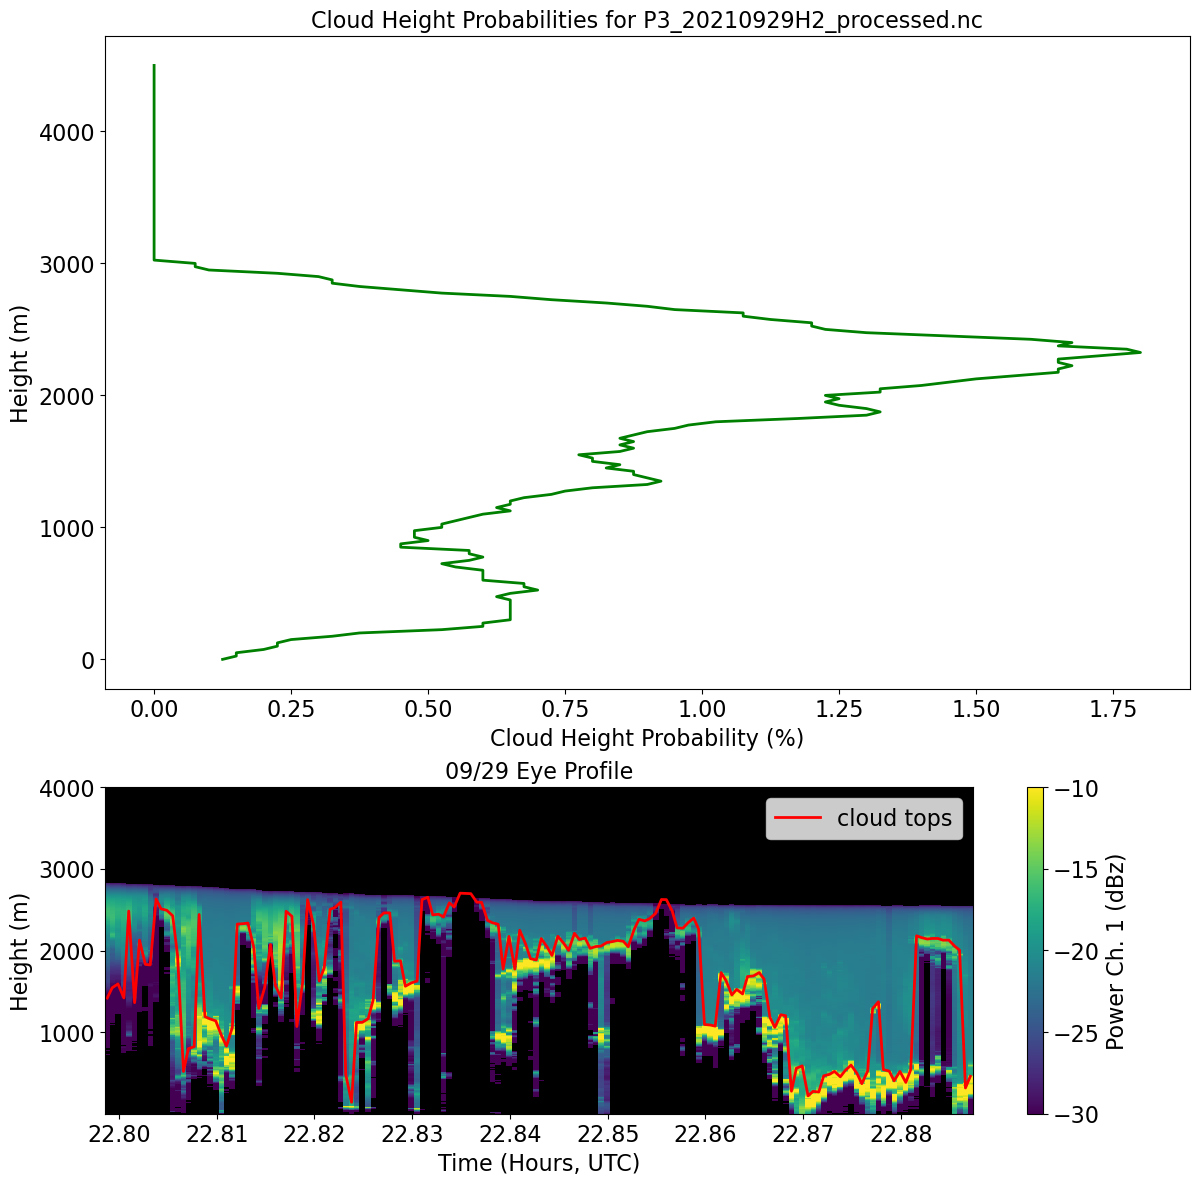 Cloud Height Probabilities for P3_20210929H2_processed.nc
Height (m)
4000
3000
2000
1000
0
0.00 0.25 0.50 0.75 1.00 1.25 1.50 1.75
Cloud Height Probability (%)
09/29 Eye Profile
Height (m)
4000
3000
2000
1000
cloud tops
22.80 22.81 22.82 22.83 22.84 22.85 22.86 22.87 22.88
Time (Hours, UTC)
−10
−15
−20
−25
−30
Power Ch. 1 (dBz)